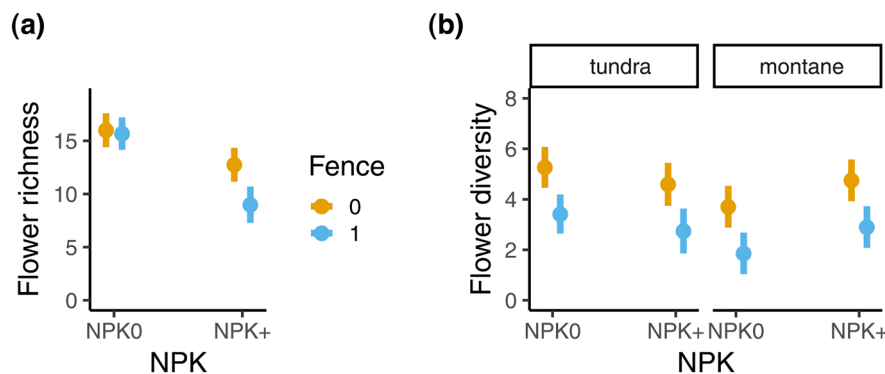 (a)
Flower richness
15
10
5
0
NPK0
NPK+
NPK
Fence
0
1
(b)
tundra
montane
Flower diversity
8
6
4
2
0
NPK0
NPK+
NPK0
NPK+
NPK